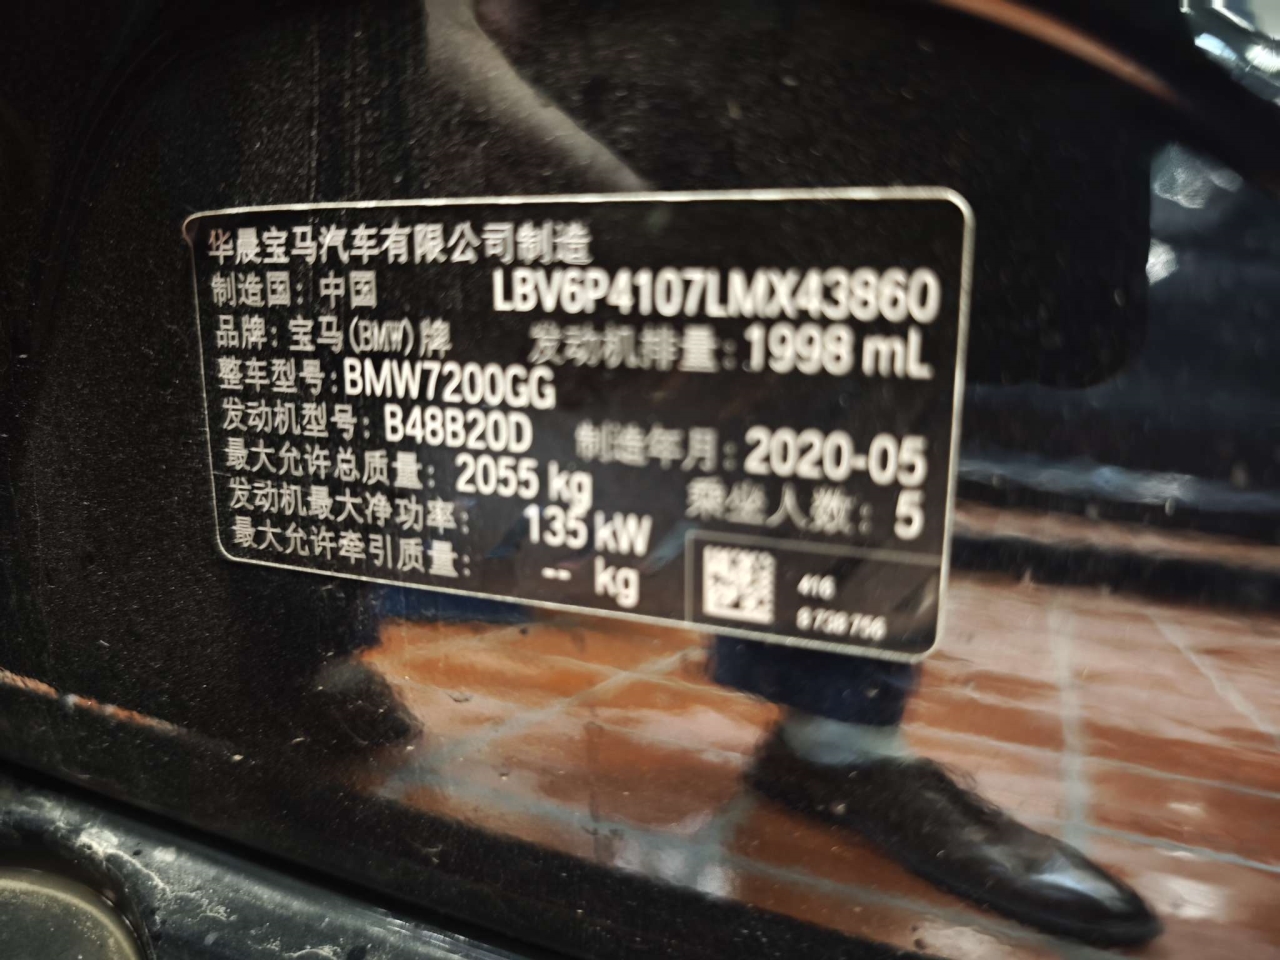 华晨宝马汽车有限公司制造
制造国: 中国 LBV6P4107LMX43860
品牌: 宝马(BMW)牌 发动机排量: 1998 mL
整车型号: BMW7200GG
发动机型号: B48B20D 制造年月: 2020-05
最大允许总质量: 2055 kg 乘坐人数: 5
发动机最大净功率: 135 kW
最大允许牵引质量: -- kg
416
8738756